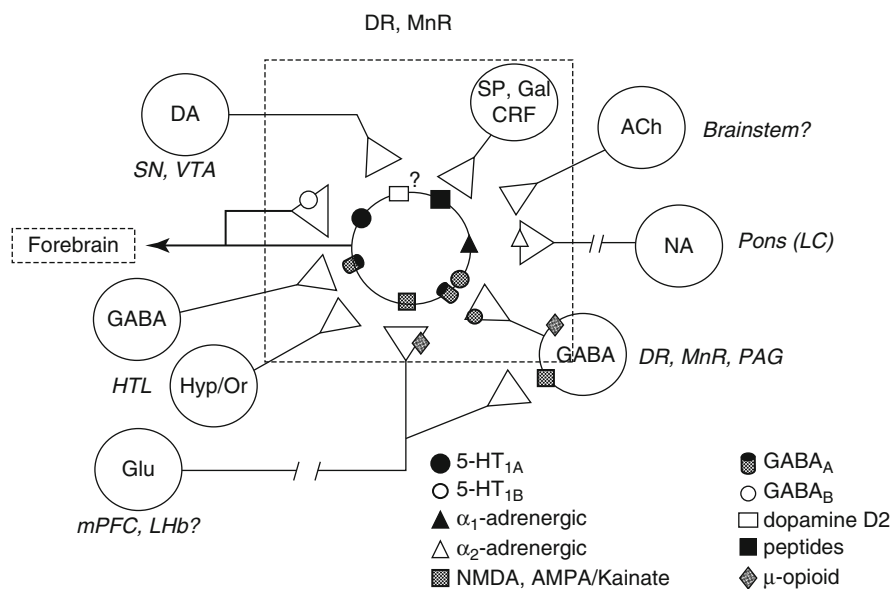 DR, MnR
DA
SN, VTA
SP, Gal
CRF
ACh
Brainstem?
?
Forebrain
NA
Pons (LC)
GABA
HTL
Hyp/Or
GABA
DR, MnR, PAG
Glu
mPFC, LHb?
5-HT1A
5-HT1B
α1-adrenergic
α2-adrenergic
NMDA, AMPA/Kainate
GABAA
GABAB
dopamine D2
peptides
μ-opioid